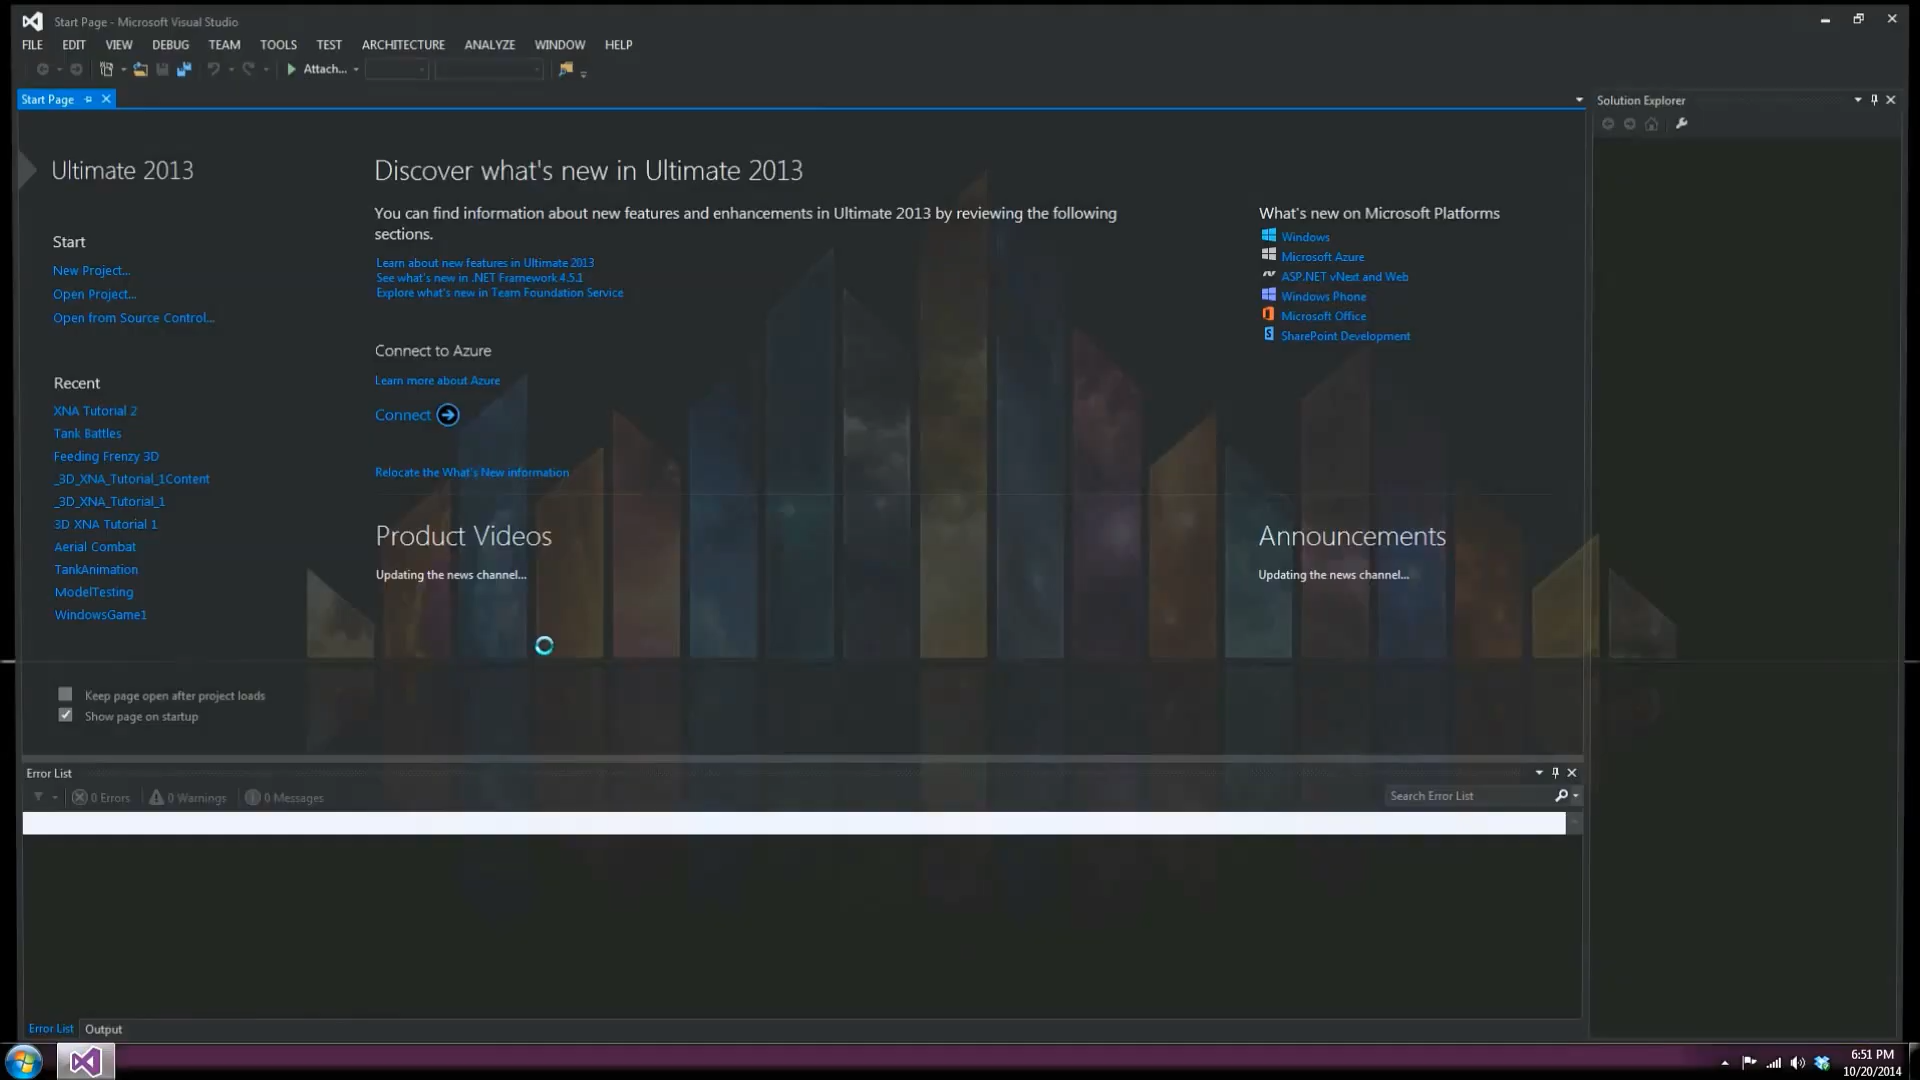 Start Page - Microsoft Visual Studio
FILE EDIT VIEW DEBUG TEAM TOOLS TEST ARCHITECTURE ANALYZE WINDOW HELP
Attach...
Start Page
Solution Explorer
Ultimate 2013
Start
New Project...
Open Project...
Open from Source Control...
Recent
XNA Tutorial 2
Tank Battles
Feeding Frenzy 3D
_3D_XNA_Tutorial_1Content
_3D_XNA_Tutorial_1
3D XNA Tutorial 1
Aerial Combat
TankAnimation
ModelTesting
WindowsGame1
Keep page open after project loads
Show page on startup
Discover what's new in Ultimate 2013
You can find information about new features and enhancements in Ultimate 2013 by reviewing the following
sections.
Learn about new features in Ultimate 2013
See what's new in .NET Framework 4.5.1
Explore what's new in Team Foundation Service
Connect to Azure
Learn more about Azure
Connect
Relocate the What's New information
Product Videos
Updating the news channel...
What's new on Microsoft Platforms
Windows
Microsoft Azure
ASP.NET vNext and Web
Windows Phone
Microsoft Office
SharePoint Development
Announcements
Updating the news channel...
Error List
0 Errors 0 Warnings 0 Messages
Search Error List
Error List Output
6:51 PM
10/20/2014